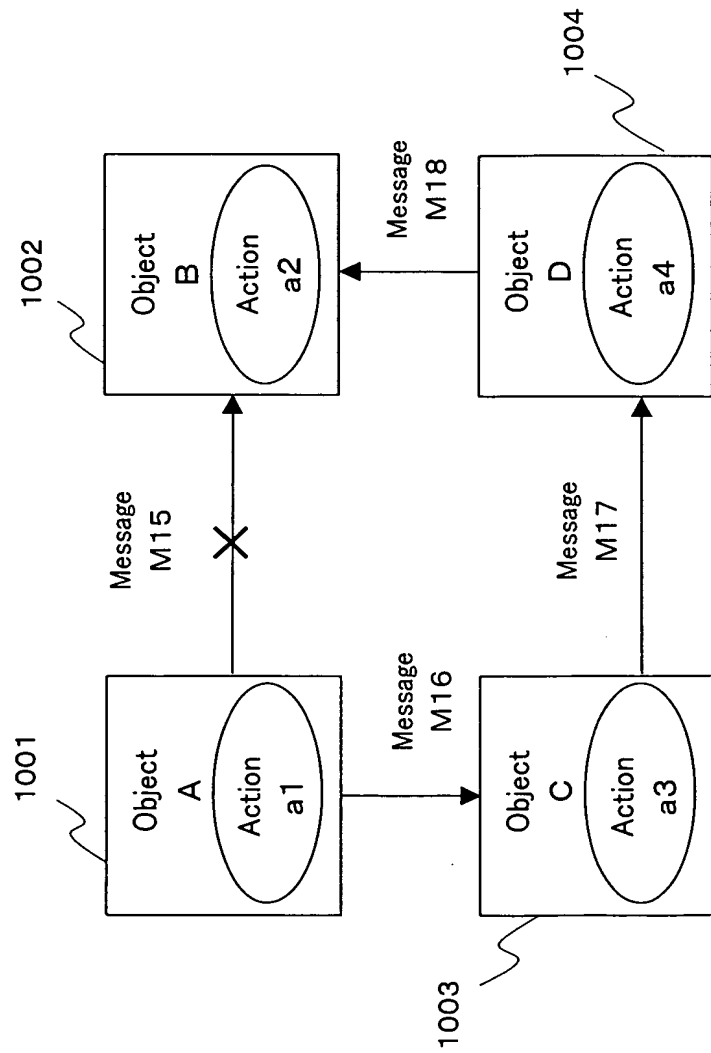 1001
1002
Object
A
Action
a1
Message
M15
Object
B
Action
a2
Message
M16
Message
M18
1003
Object
C
Action
a3
Message
M17
Object
D
Action
a4
1004